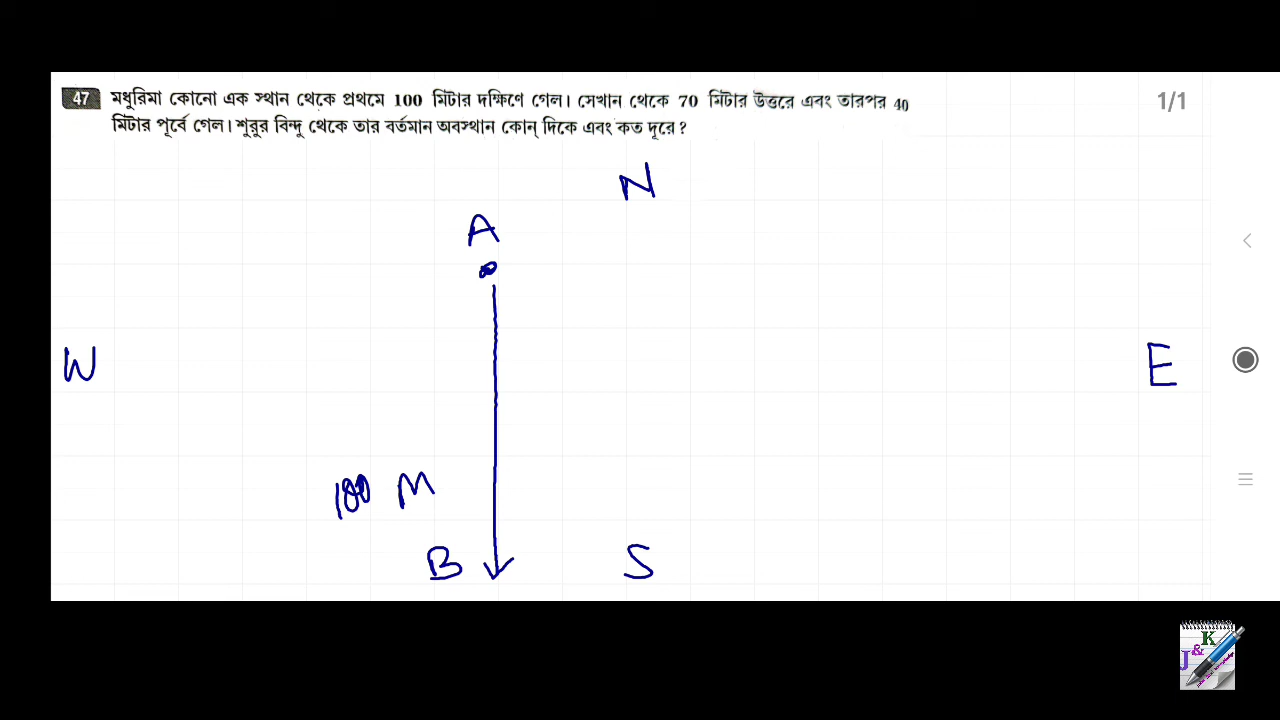 47 মধুরিমা কোনো এক স্থান থেকে প্রথমে 100 মিটার দক্ষিণে গেল। সেখান থেকে 70 মিটার উত্তরে এবং তারপর 40
1/1
মিটার পূর্বে গেল। শুরুর বিন্দু থেকে তার বর্তমান অবস্থান কোন্ দিকে এবং কত দূরে ?
N
A
W
E
100 M
B
S
J & K